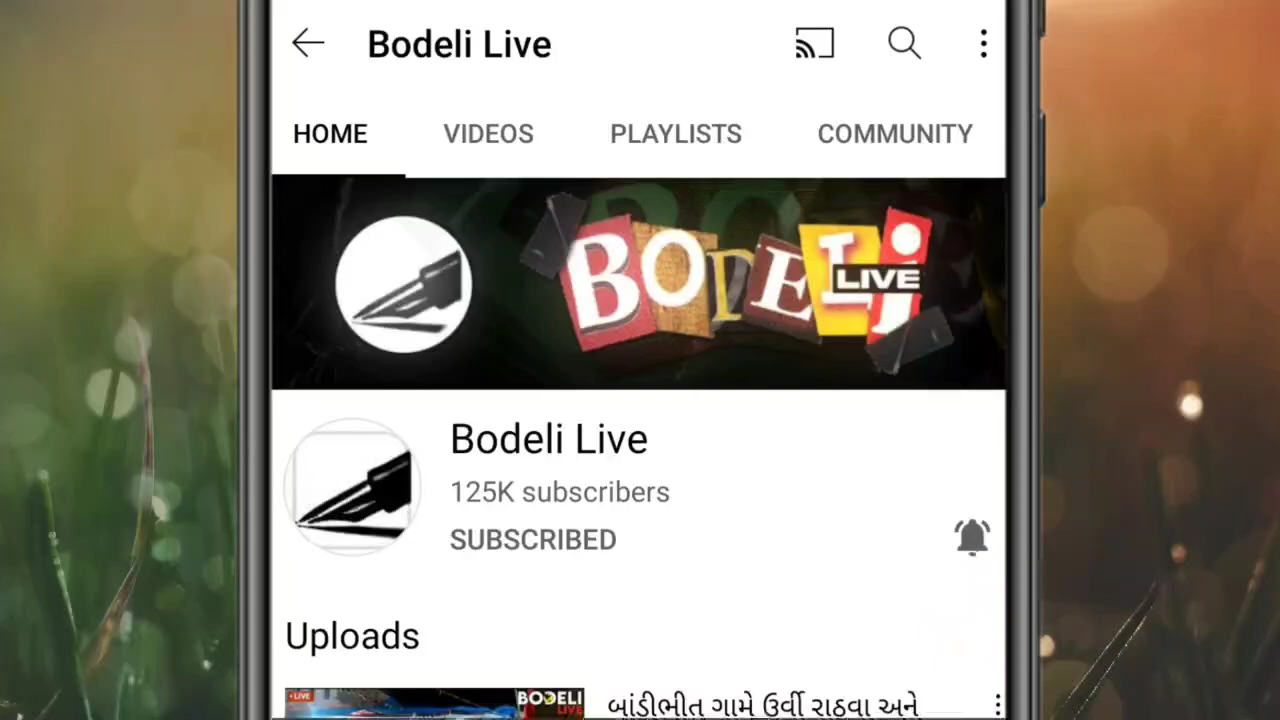 Bodeli Live
HOME VIDEOS PLAYLISTS COMMUNITY
BODELi
LIVE
Bodeli Live
125K subscribers
SUBSCRIBED
Uploads
LIVE
BODELI
LIVE
બાંડીભીત ગામે ઉર્વી રાઠવા અને